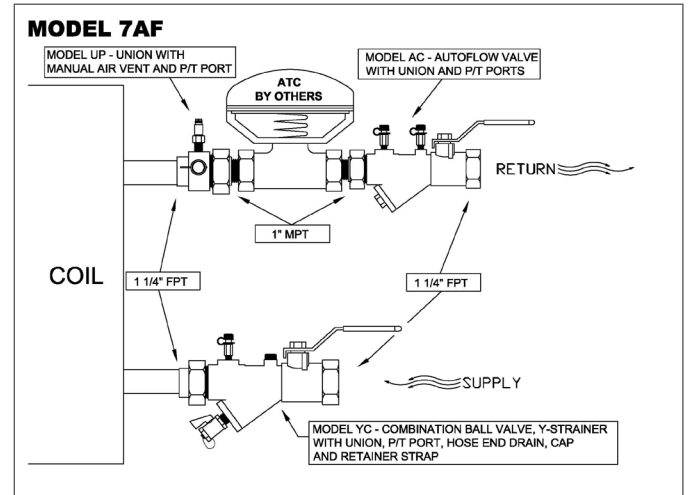 MODEL 7AF
MODEL UP - UNION WITH
MANUAL AIR VENT AND P/T PORT
ATC
BY OTHERS
MODEL AC - AUTOFLOW VALVE
WITH UNION AND P/T PORTS
RETURN
1" MPT
COIL
1 1/4" FPT
1 1/4" FPT
SUPPLY
MODEL YC - COMBINATION BALL VALVE, Y-STRAINER
WITH UNION, P/T PORT, HOSE END DRAIN, CAP
AND RETAINER STRAP